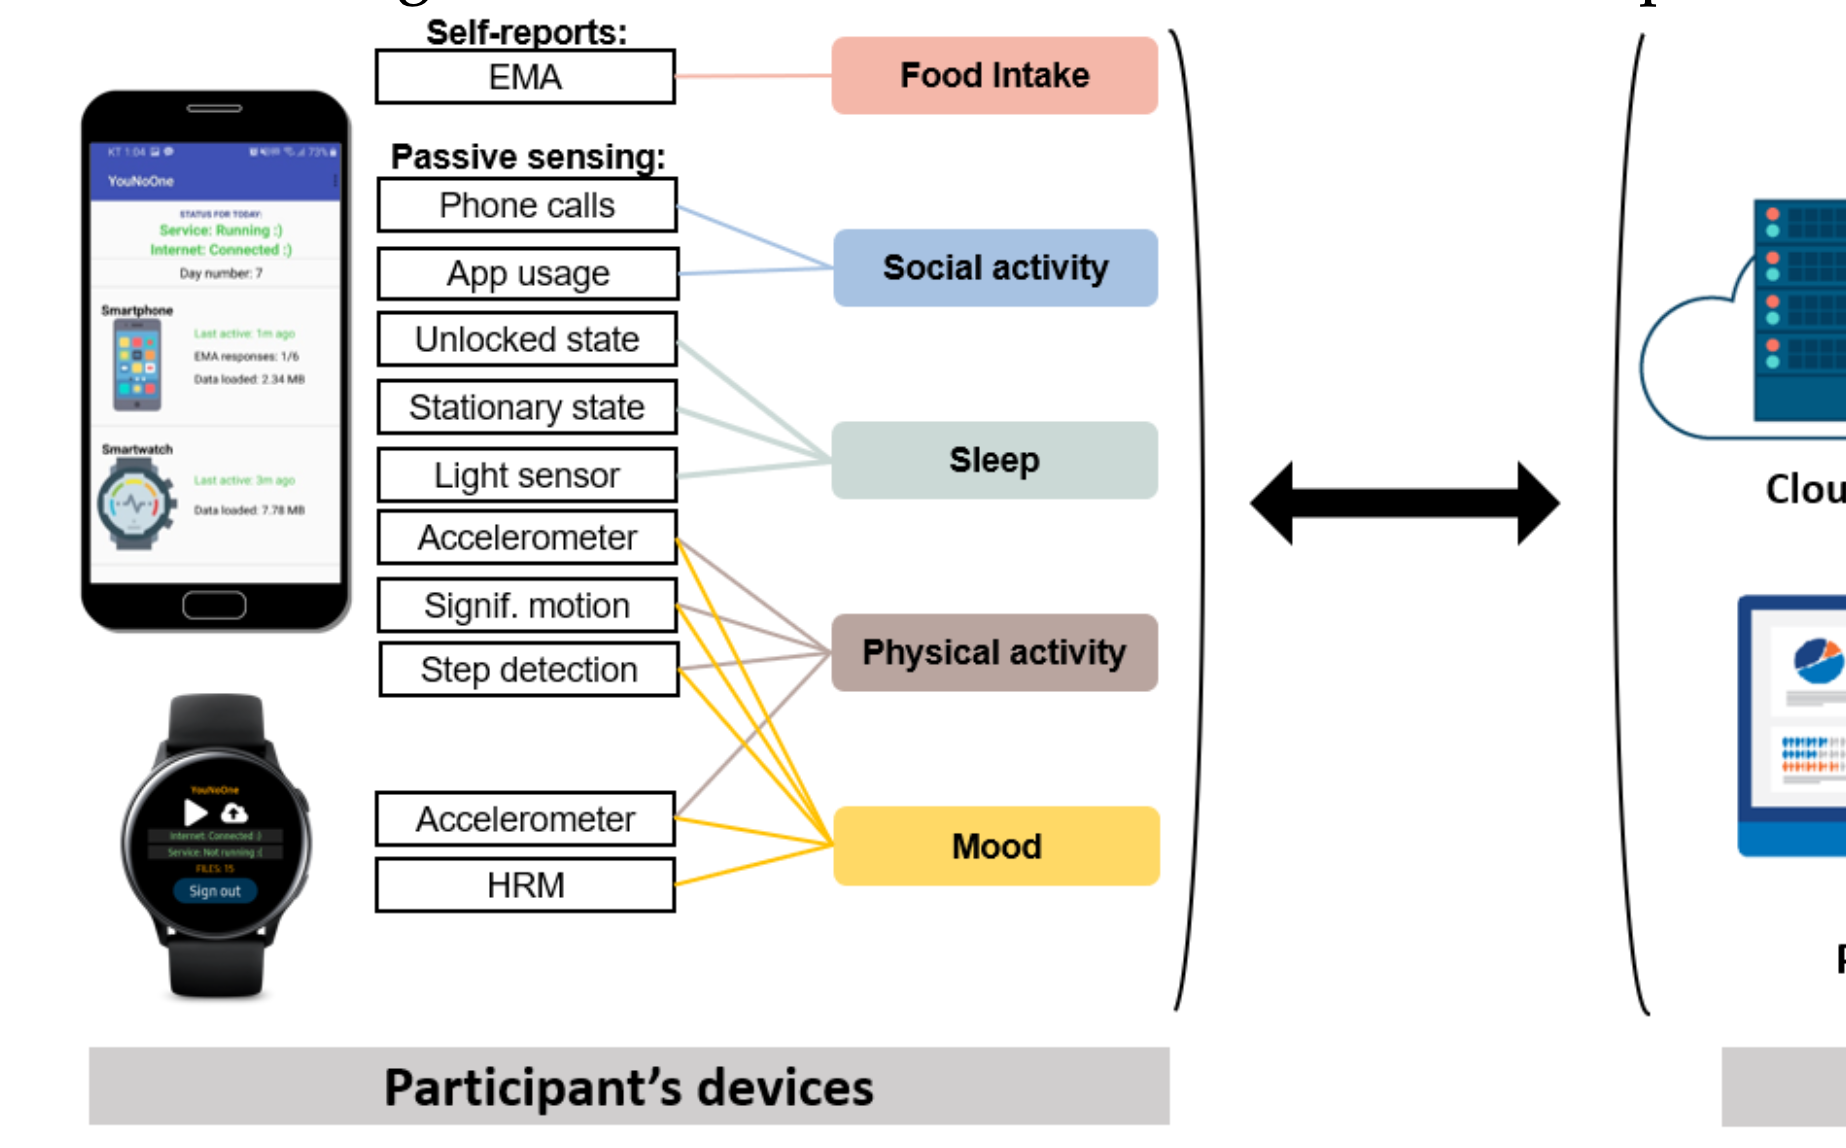 Self-reports:
EMA
Food Intake
Passive sensing:
Phone calls
App usage
Social activity
Unlocked state
Stationary state
Light sensor
Sleep
Accelerometer
Signif. motion
Step detection
Physical activity
Accelerometer
HRM
Mood
KT 1:04
73%
YouNoOne
STATUS FOR TODAY:
Service: Running :)
Internet: Connected :)
Day number: 7
Smartphone
Last active: 1m ago
EMA responses: 1/6
Data loaded: 2.34 MB
Smartwatch
Last active: 3m ago
Data loaded: 7.78 MB
YouNoOne
Internet: Connected :)
Service: Not running :(
FILES: 15
Sign out
Participant’s devices
Clou